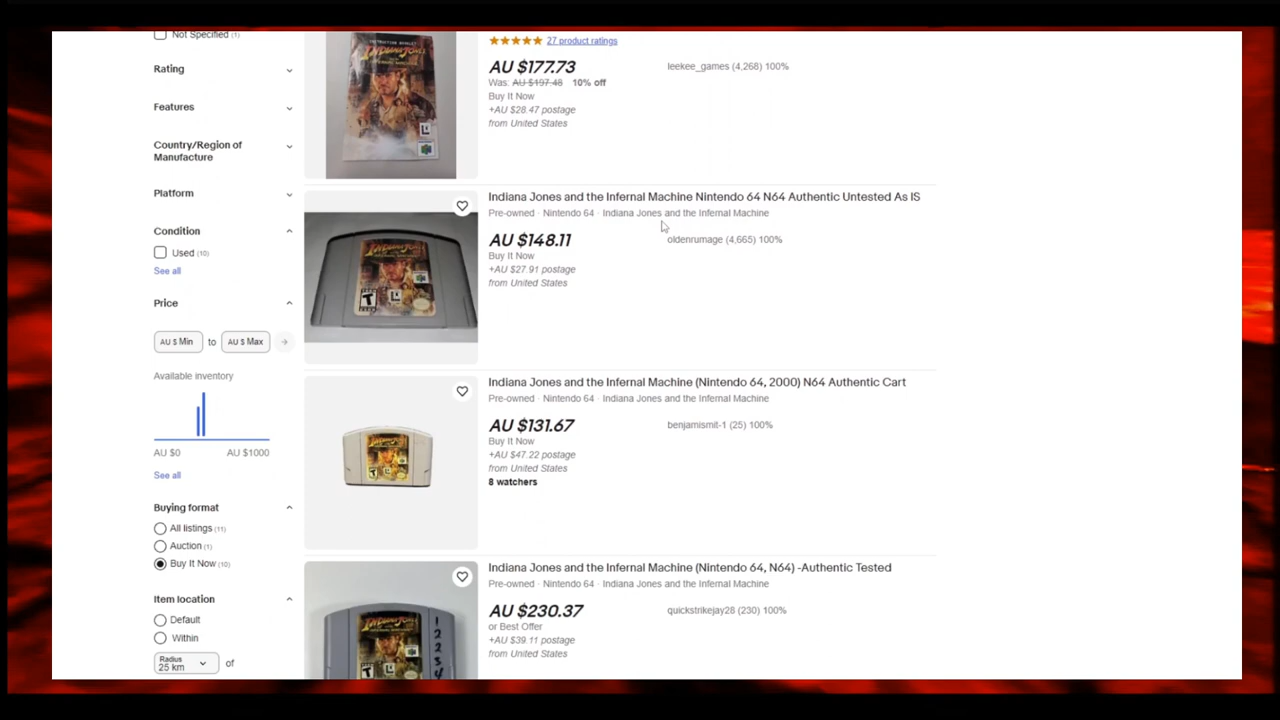 Not Specified (1)
Rating
Features
Country/Region of
Manufacture
Platform
Condition
Used (10)
See all
Price
AU $ Min to AU $ Max
Available inventory
AU $0 AU $1000
See all
Buying format
All listings (11)
Auction (1)
Buy It Now (10)
Item location
Default
Within
Radius
25 km of
27 product ratings
AU $177.73
Was: AU $197.48 10% off
Buy It Now
+AU $28.47 postage
from United States
leekee_games (4,268) 100%
INSTRUCTION BOOKLET
INDIANA JONES
Indiana Jones and the Infernal Machine Nintendo 64 N64 Authentic Untested As IS
Pre-owned · Nintendo 64 · Indiana Jones and the Infernal Machine
AU $148.11
Buy It Now
+AU $27.91 postage
from United States
oldenrumage (4,665) 100%
Indiana Jones and the Infernal Machine (Nintendo 64, 2000) N64 Authentic Cart
Pre-owned · Nintendo 64 · Indiana Jones and the Infernal Machine
AU $131.67
Buy It Now
+AU $47.22 postage
from United States
8 watchers
benjamismit-1 (25) 100%
Indiana Jones and the Infernal Machine (Nintendo 64, N64) -Authentic Tested
Pre-owned · Nintendo 64 · Indiana Jones and the Infernal Machine
AU $230.37
or Best Offer
+AU $39.11 postage
from United States
quickstrikejay28 (230) 100%